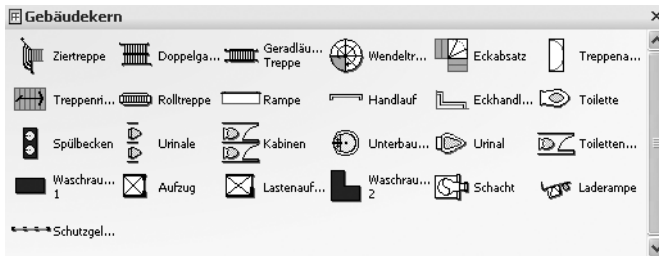 Gebäudekern
Ziertreppe
Doppelga...
Geradläu...
Treppe
Wendeltr...
Eckabsatz
Treppena...
Treppenri...
Rolltreppe
Rampe
Handlauf
Eckhandl...
Toilette
Spülbecken
Urinale
Kabinen
Unterbau...
Urinal
Toiletten...
Waschrau...
1
Aufzug
Lastenauf...
Waschrau...
2
Schacht
Laderampe
Schutzgel...